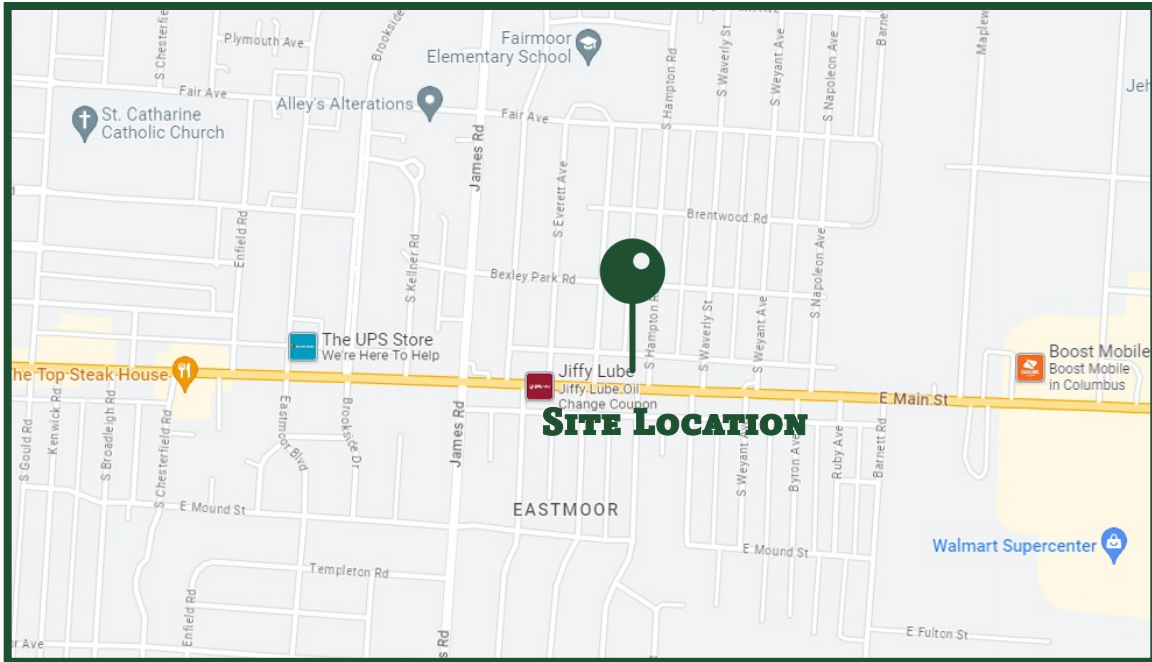 Plymouth Ave
S Chesterfi
Brookside
Fairmoor
Elementary School
S Hampton Rd
S Waverly St
S Weyant Ave
S Napoleon Ave
Barne
Maplew
Jeh
Fair Ave
Alley's Alterations
Fair Ave
St. Catharine
Catholic Church
James Rd
S Everett Ave
Brentwood Rd
Enfield Rd
S Kellner Rd
Bexley Park Rd
S Napoleon Ave
S Hampton R
S Waverly St
S Weyant Ave
The UPS Store
We're Here To Help
he Top Steak House
Jiffy Lube
Jiffy Lube Oil
Change Coupon
Boost Mobile
Boost Mobile
in Columbus
E Main St
SITE LOCATION
S Gould Rd
Kenwick Rd
S Broadleigh Rd
S Chesterfield Rd
Eastmoor Blvd
Brookside Dr
James Rd
S Weyant A
Byron Ave
Ruby Ave
Barnett Rd
E Mound St
EASTMOOR
E Mound St
Walmart Supercenter
Templeton Rd
Enfield Rd
E Fulton St
r Ave
s Rd